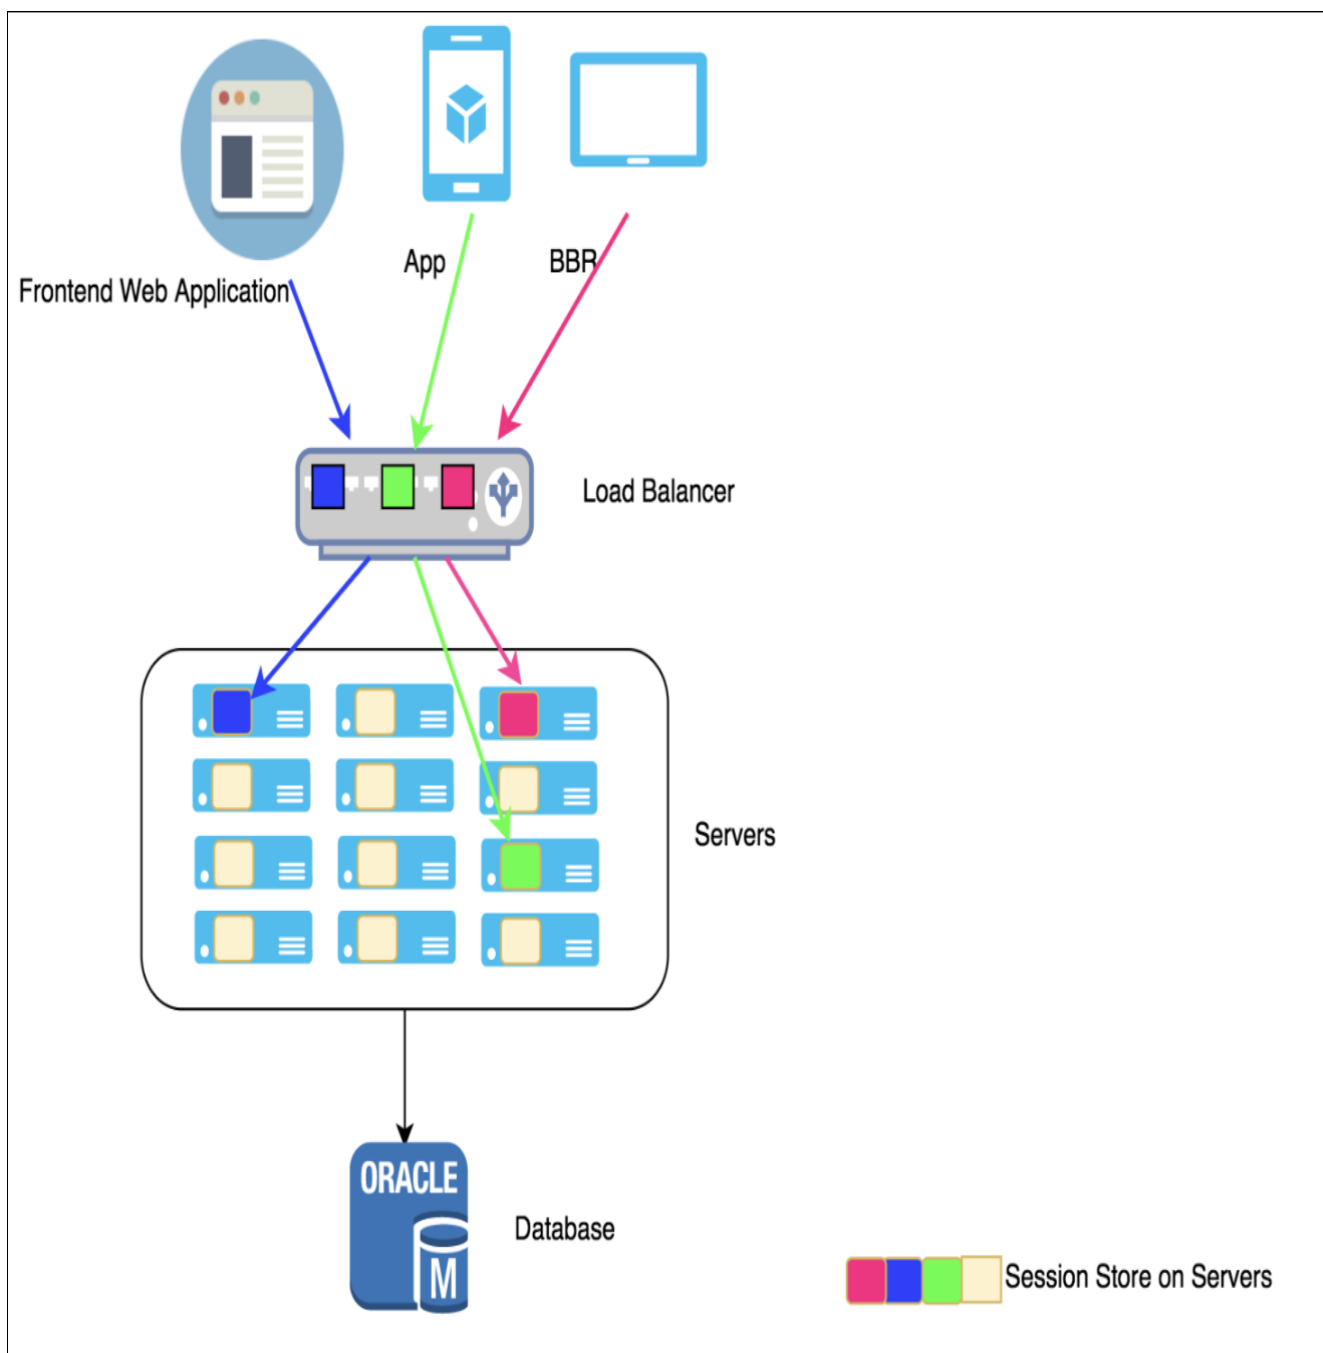 App
BBR
Frontend Web Application
Load Balancer
Servers
ORACLE
M
Database
Session Store on Servers